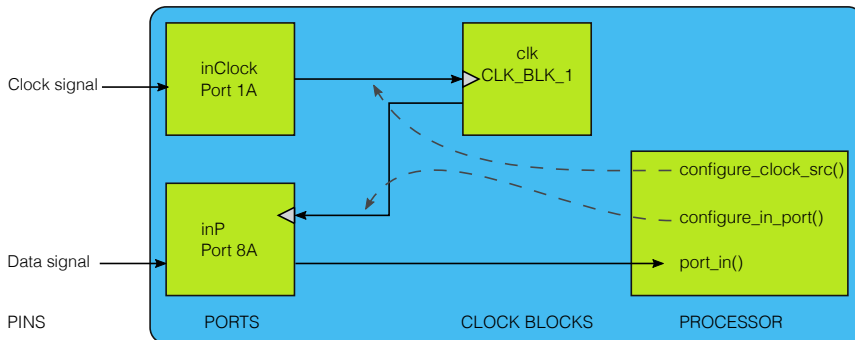 Clock signal
inClock
Port 1A
clk
CLK_BLK_1
configure_clock_src()
configure_in_port()
inP
Port 8A
Data signal
port_in()
PINS
PORTS
CLOCK BLOCKS
PROCESSOR